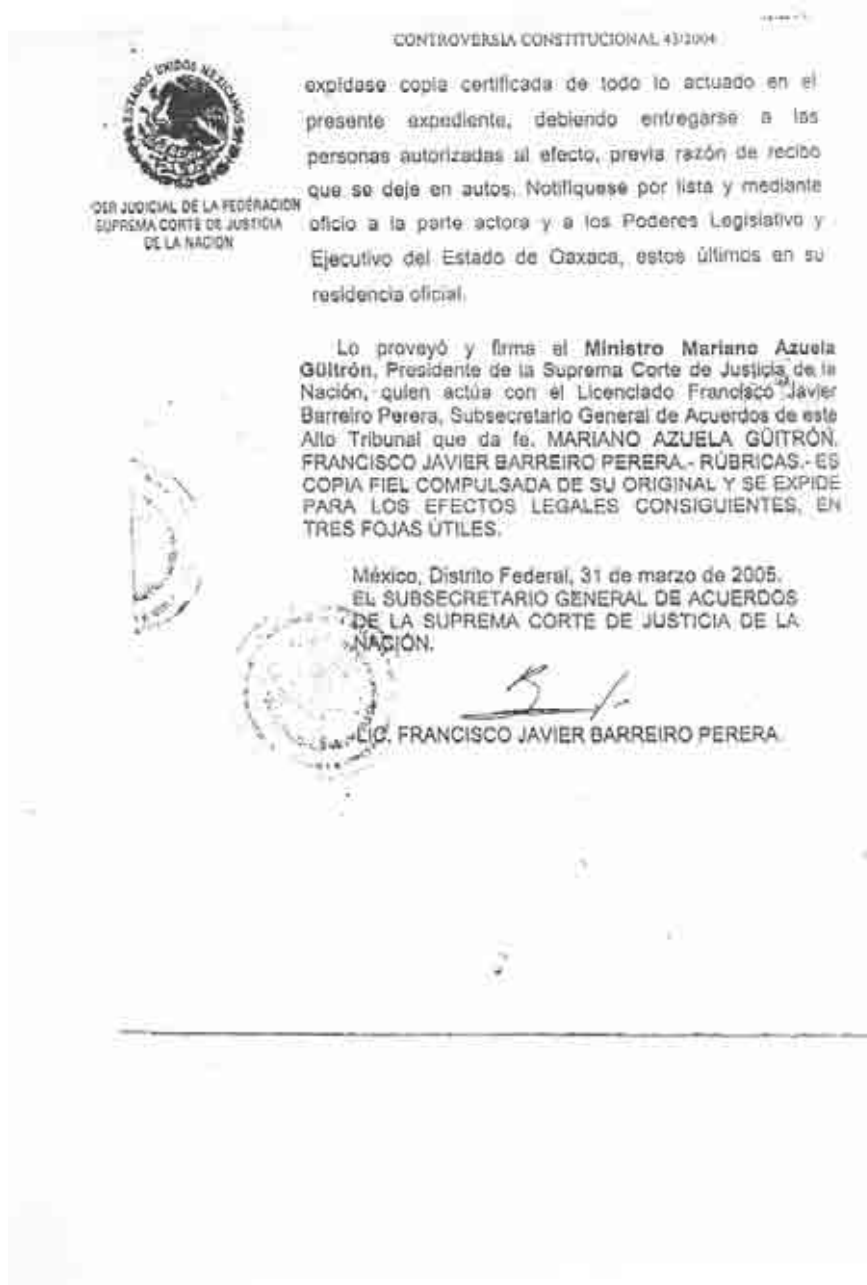 CONTROVERSIA CONSTITUCIONAL 43/2004
ESTADOS UNIDOS MEXICANOS
DER JUDICIAL DE LA FEDERACION
SUPREMA CORTE DE JUSTICIA
DE LA NACION
expídase copia certificada de todo lo actuado en el
presente expediente, debiendo entregarse a las
personas autorizadas al efecto, previa razón de recibo
que se deje en autos. Notifíquese por lista y mediante
oficio a la parte actora y a los Poderes Legislativo y
Ejecutivo del Estado de Oaxaca, estos últimos en su
residencia oficial.
Lo proveyó y firma el Ministro Mariano Azuela
Güitrón, Presidente de la Suprema Corte de Justicia de la
Nación, quien actúa con el Licenciado Francisco Javier
Barreiro Perera, Subsecretario General de Acuerdos de este
Alto Tribunal que da fe. MARIANO AZUELA GÜITRÓN.
FRANCISCO JAVIER BARREIRO PERERA.- RÚBRICAS.- ES
COPIA FIEL COMPULSADA DE SU ORIGINAL Y SE EXPIDE
PARA LOS EFECTOS LEGALES CONSIGUIENTES, EN
TRES FOJAS ÚTILES.
México, Distrito Federal, 31 de marzo de 2005.
EL SUBSECRETARIO GENERAL DE ACUERDOS
DE LA SUPREMA CORTE DE JUSTICIA DE LA
NACIÓN.
LIC. FRANCISCO JAVIER BARREIRO PERERA.